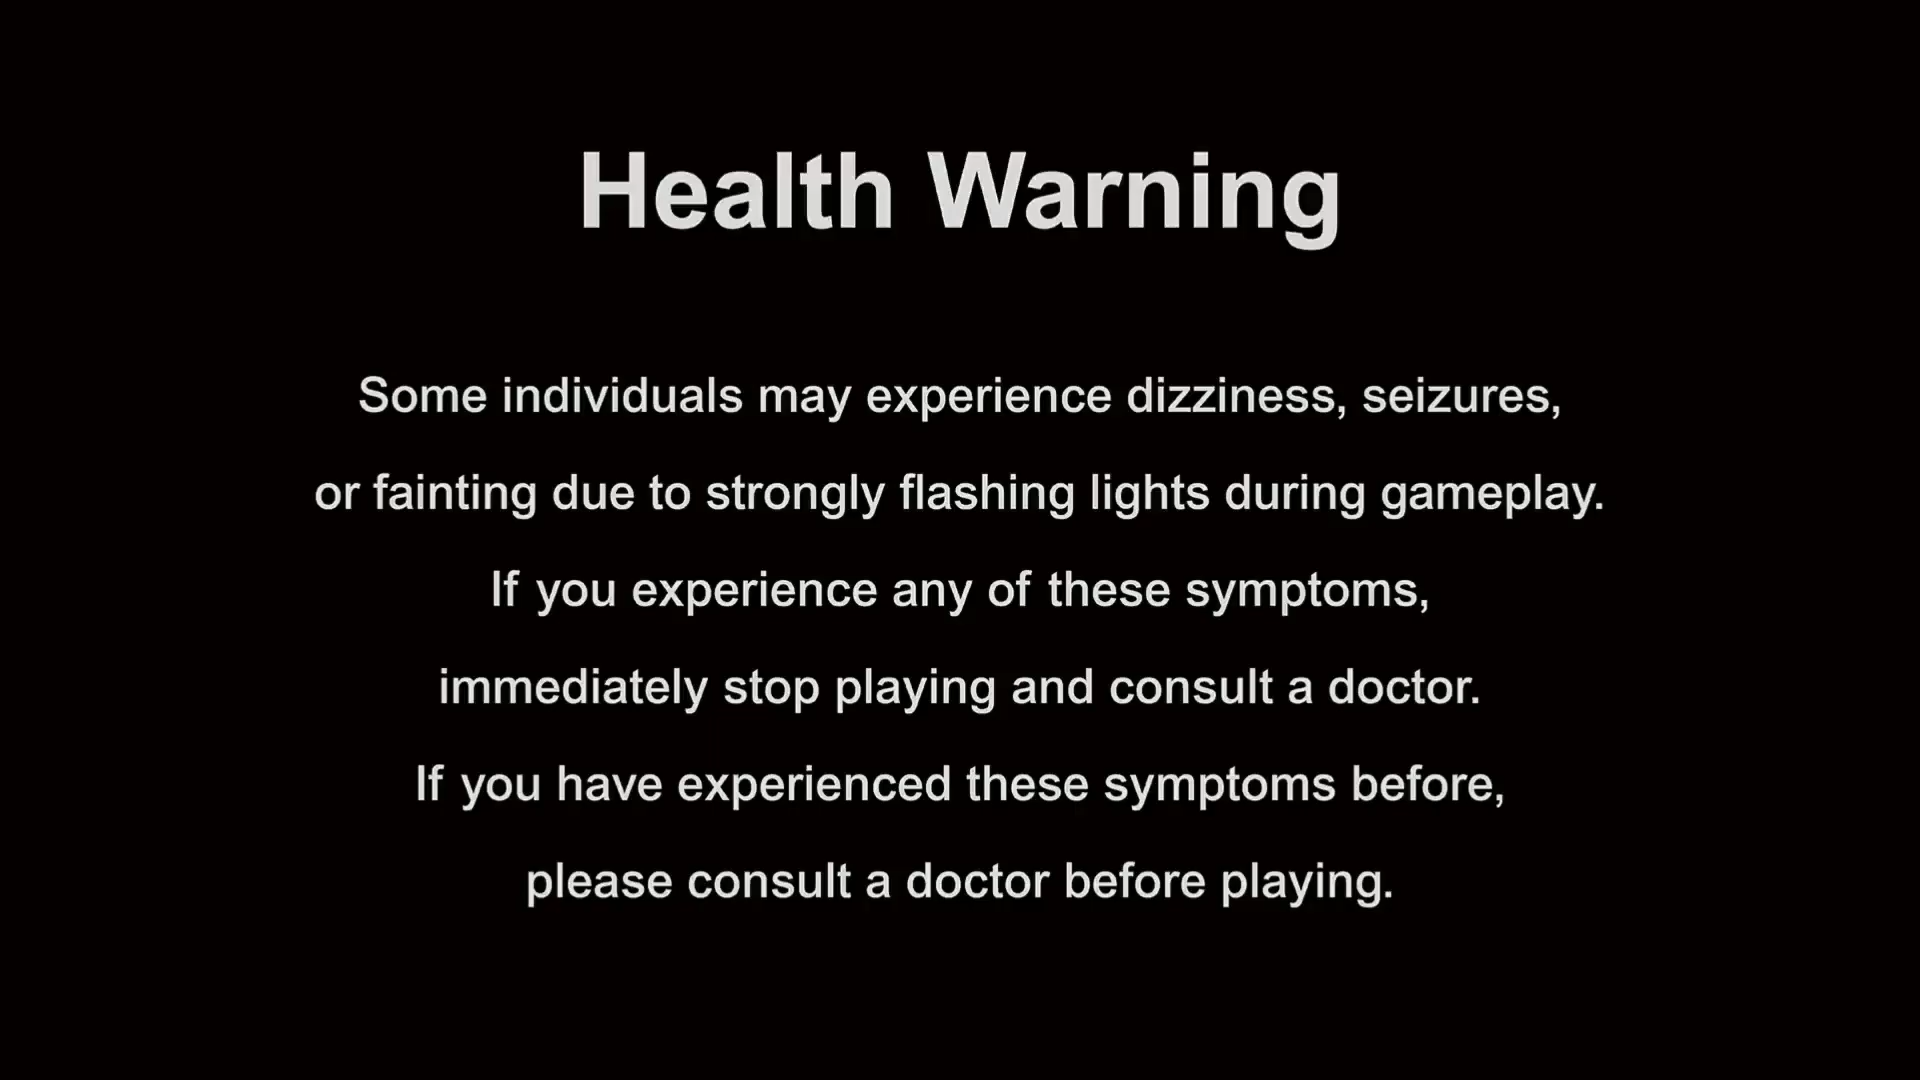 Health Warning
Some individuals may experience dizziness, seizures,
or fainting due to strongly flashing lights during gameplay.
If you experience any of these symptoms,
immediately stop playing and consult a doctor.
If you have experienced these symptoms before,
please consult a doctor before playing.